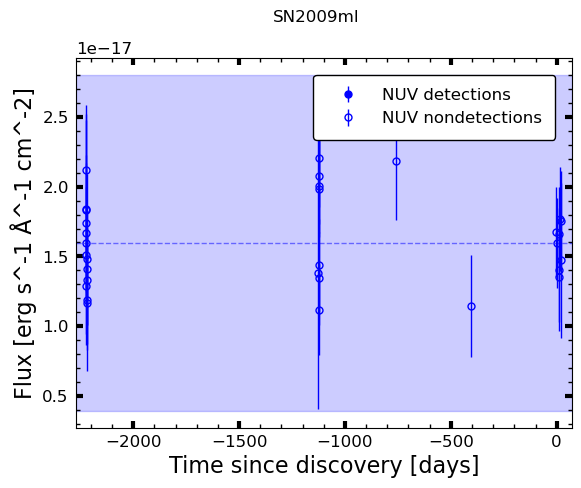 SN2009ml
1e−17
NUV detections
NUV nondetections
2.5
2.0
1.5
1.0
0.5
Flux [erg s^-1 Å^-1 cm^-2]
−2000
−1500
−1000
−500
0
Time since discovery [days]